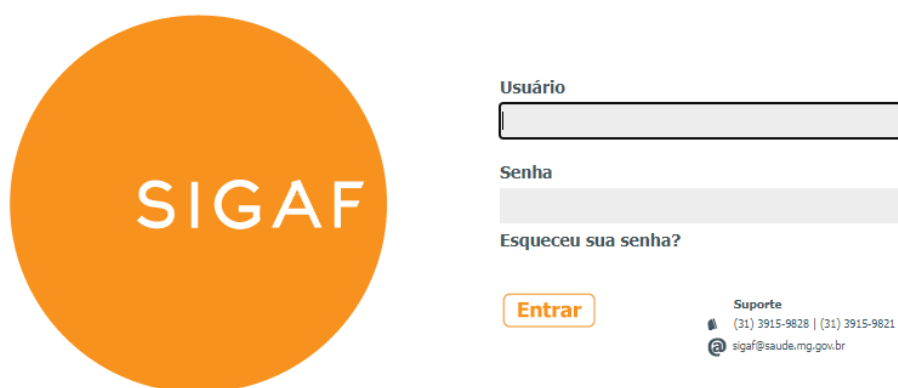 SIGAF
Usuário
Senha
Esqueceu sua senha?
Entrar
Suporte
(31) 3915-9828 | (31) 3915-9821
sigaf@saude.mg.gov.br